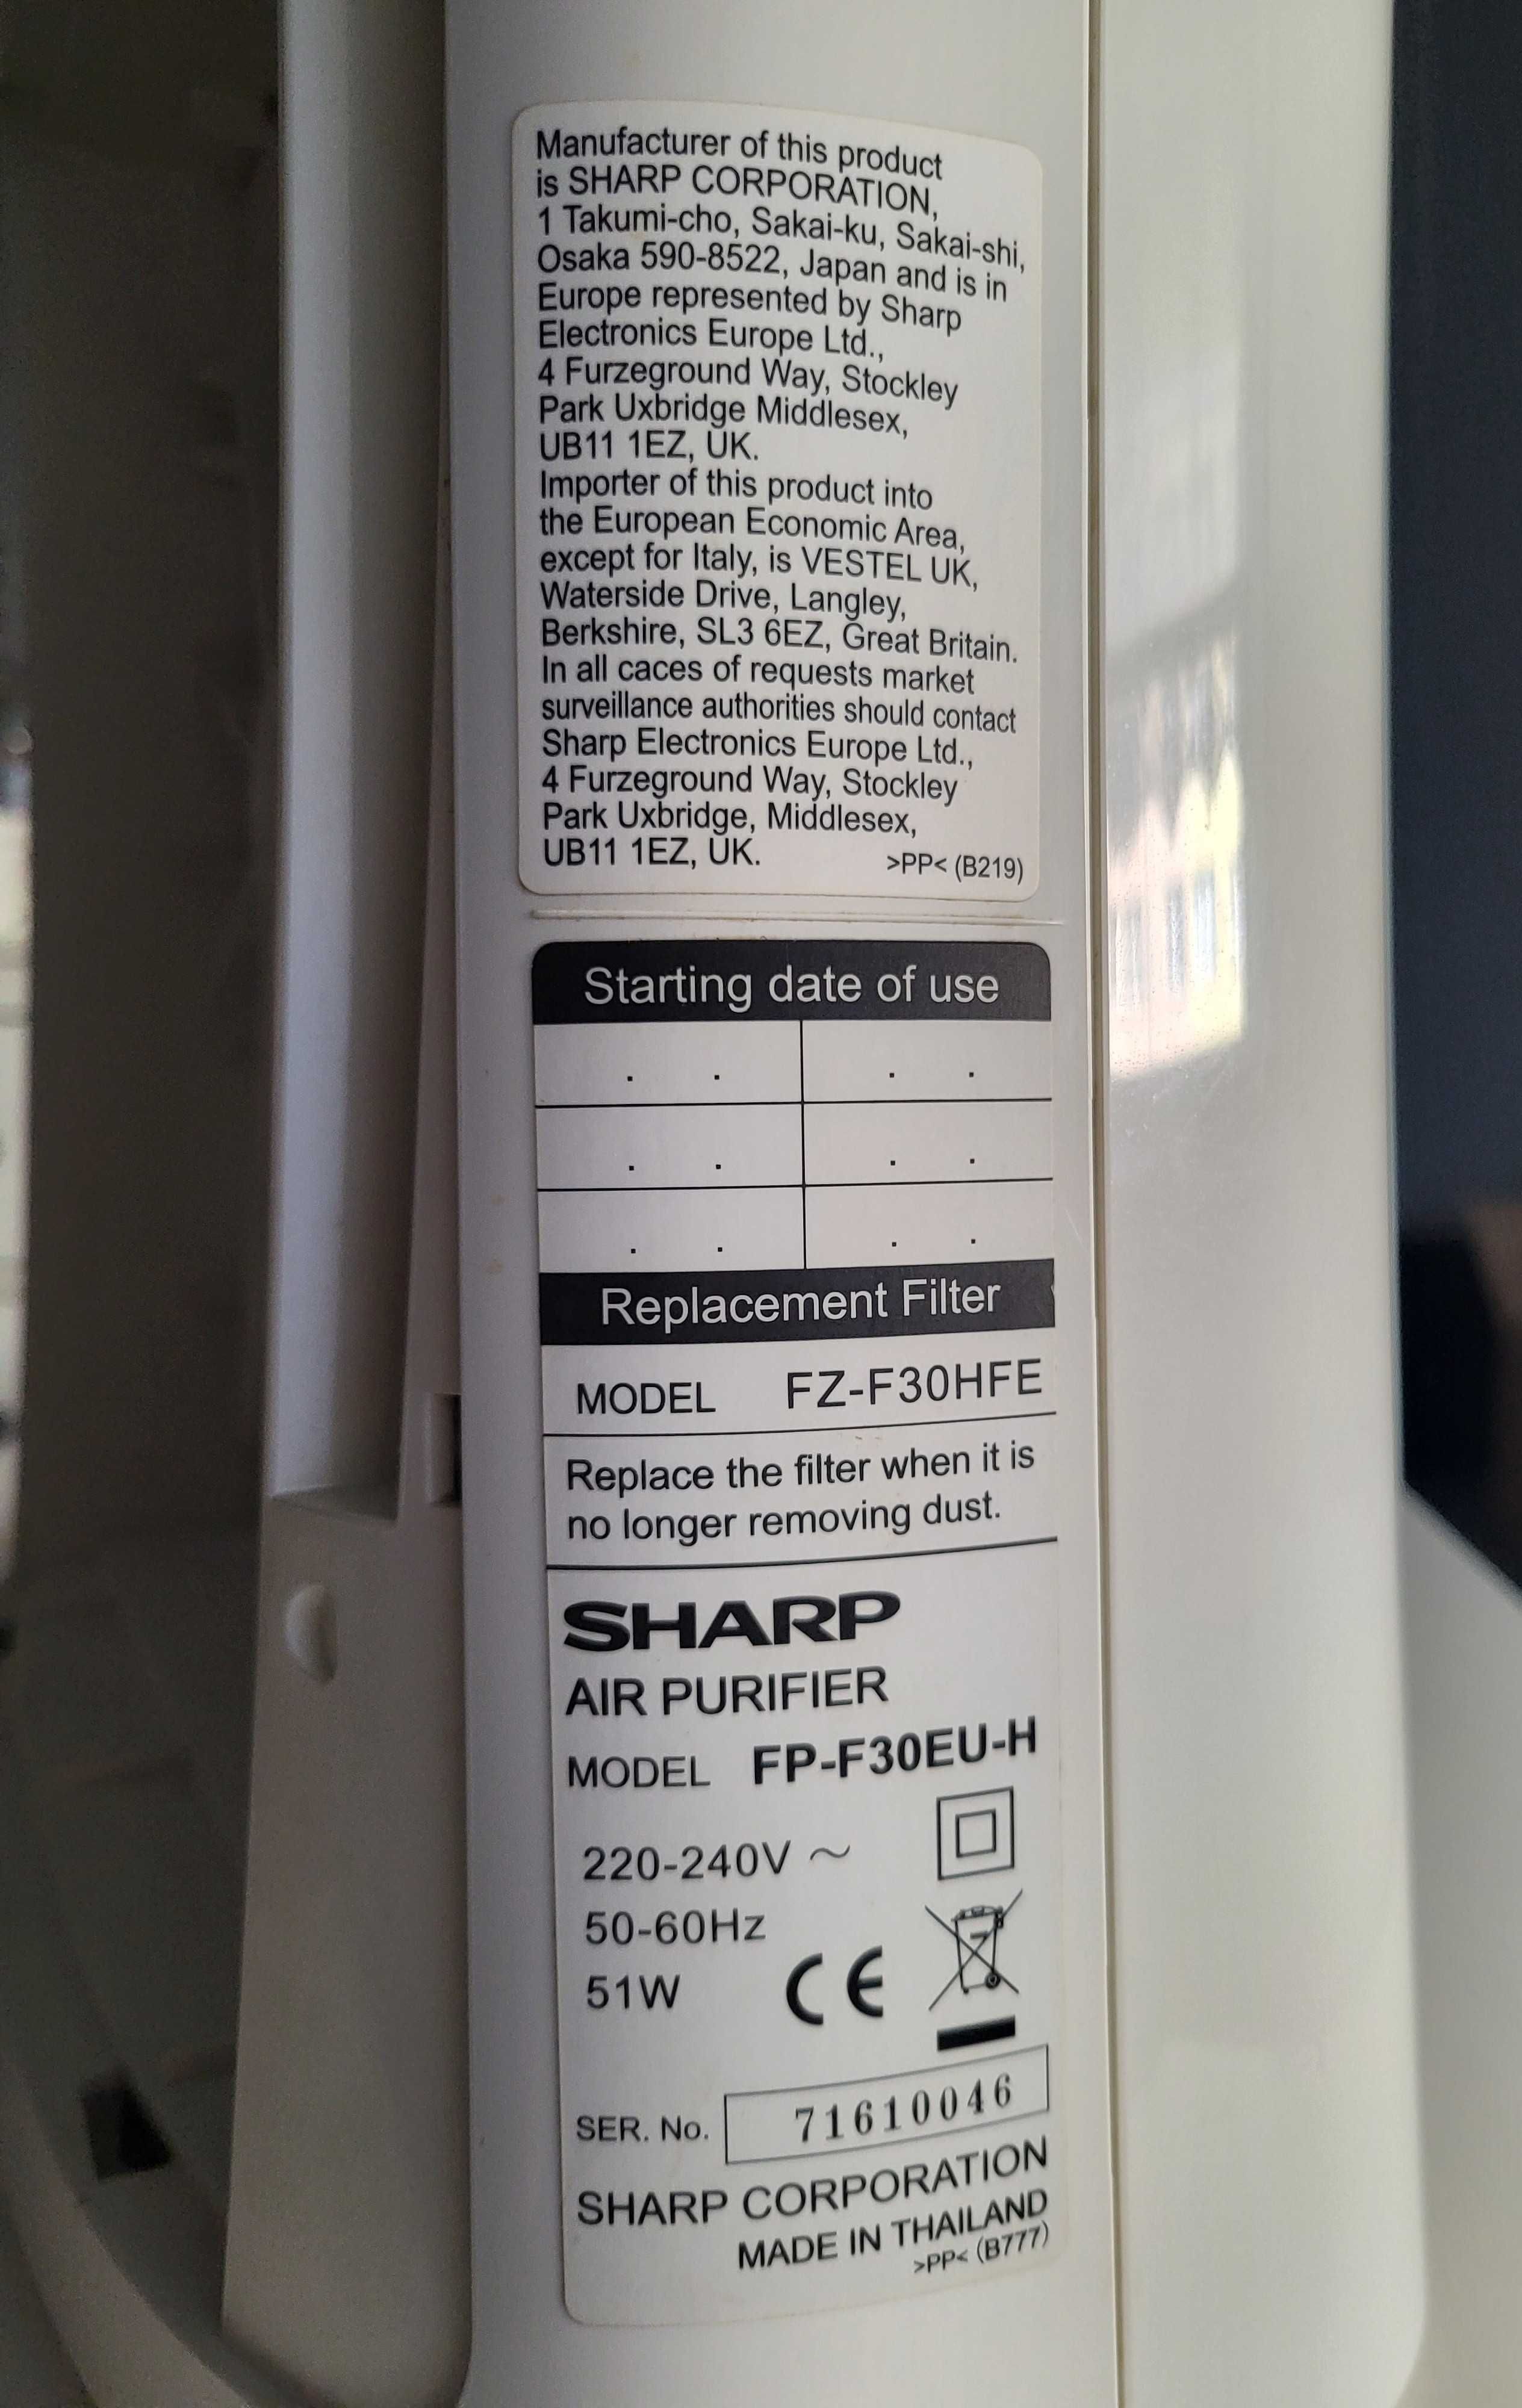 Manufacturer of this product
is SHARP CORPORATION,
1 Takumi-cho, Sakai-ku, Sakai-shi,
Osaka 590-8522, Japan and is in
Europe represented by Sharp
Electronics Europe Ltd.,
4 Furzeground Way, Stockley
Park Uxbridge Middlesex,
UB11 1EZ, UK.
Importer of this product into
the European Economic Area,
except for Italy, is VESTEL UK,
Waterside Drive, Langley,
Berkshire, SL3 6EZ, Great Britain.
In all caces of requests market
surveillance authorities should contact
Sharp Electronics Europe Ltd.,
4 Furzeground Way, Stockley
Park Uxbridge, Middlesex,
UB11 1EZ, UK. >PP< (B219)
Starting date of use
. . . .
. . . .
. . . .
Replacement Filter
MODEL FZ-F30HFE
Replace the filter when it is
no longer removing dust.
SHARP
AIR PURIFIER
MODEL FP-F30EU-H
220-240V ~
50-60Hz
51W CE
SER. No. 71610046
SHARP CORPORATION
MADE IN THAILAND
>PP< (B777)